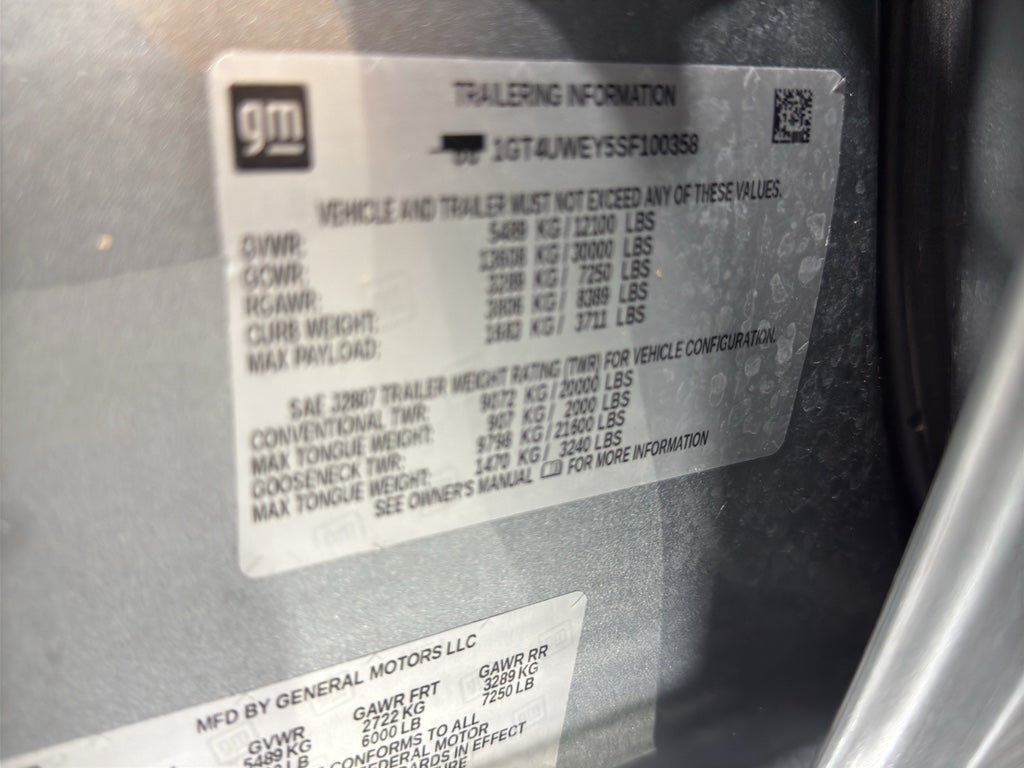 gm
TRAILERING INFORMATION
1GT4UWEY5SF100358
VEHICLE AND TRAILER MUST NOT EXCEED ANY OF THESE VALUES.
GVWR: 5489 KG / 12100 LBS
GCWR: 13608 KG / 30000 LBS
RGAWR: 3289 KG / 7250 LBS
CURB WEIGHT: 3806 KG / 8389 LBS
MAX PAYLOAD: 1683 KG / 3711 LBS
SAE J2807 TRAILER WEIGHT RATING (TWR) FOR VEHICLE CONFIGURATION.
CONVENTIONAL TWR: 9072 KG / 20000 LBS
MAX TONGUE WEIGHT: 907 KG / 2000 LBS
GOOSENECK TWR: 9798 KG / 21600 LBS
MAX TONGUE WEIGHT: 1470 KG / 3240 LBS
SEE OWNER'S MANUAL FOR MORE INFORMATION
MFD BY GENERAL MOTORS LLC
GVWR GAWR FRT GAWR RR
5489 KG 2722 KG 3289 KG
LB 6000 LB 7250 LB
CONFORMS TO ALL
FEDERAL MOTOR
IN EFFECT